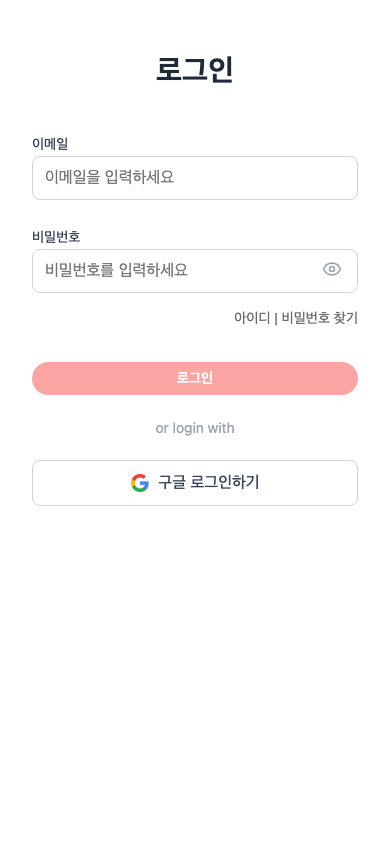 로그인
이메일
이메일을 입력하세요
비밀번호
비밀번호를 입력하세요
아이디 | 비밀번호 찾기
로그인
or login with
구글 로그인하기